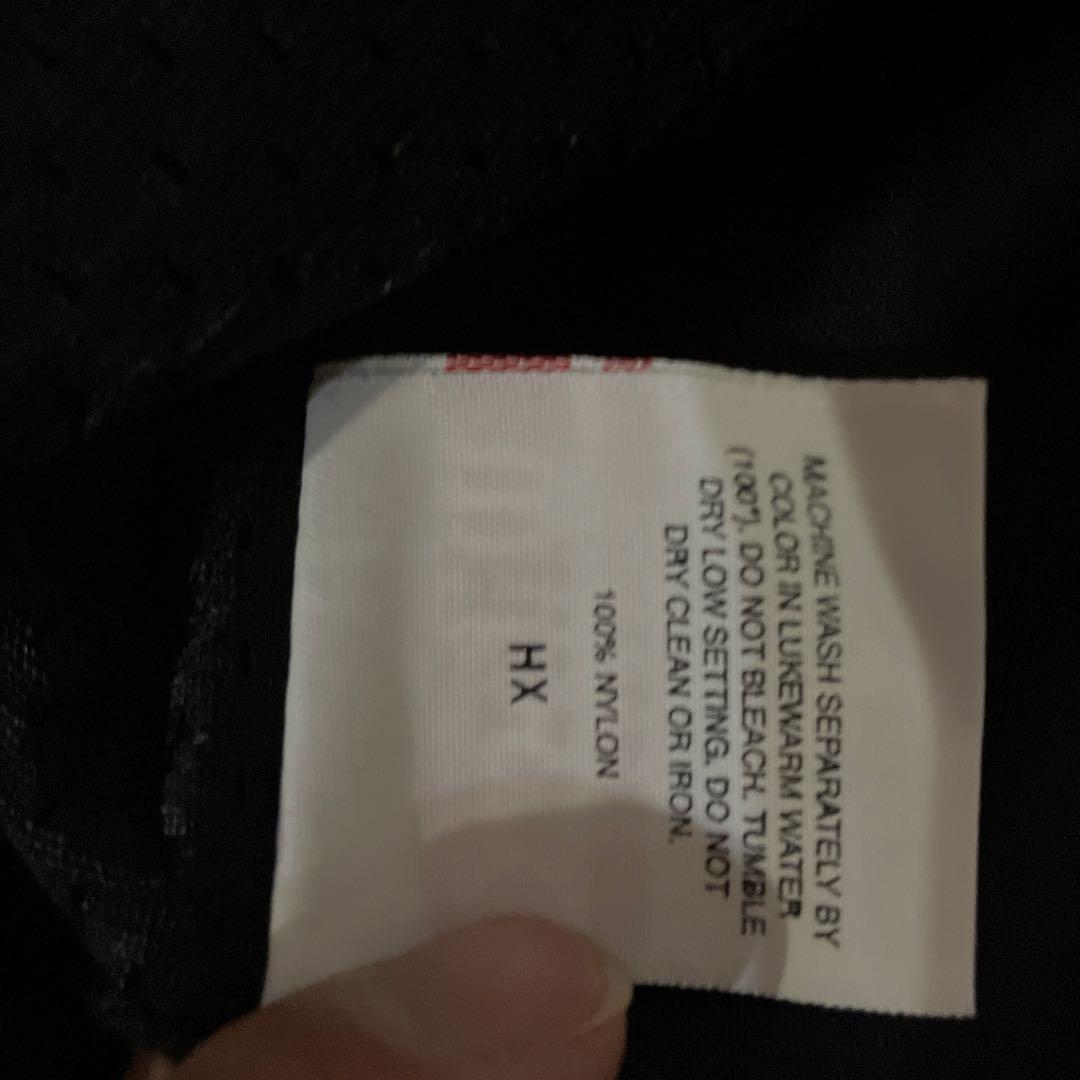 MACHINE WASH SEPARATELY BY
COLOR IN LUKEWARM WATER
(100°). DO NOT BLEACH. TUMBLE
DRY LOW SETTING. DO NOT
DRY CLEAN OR IRON.
100% NYLON
HX